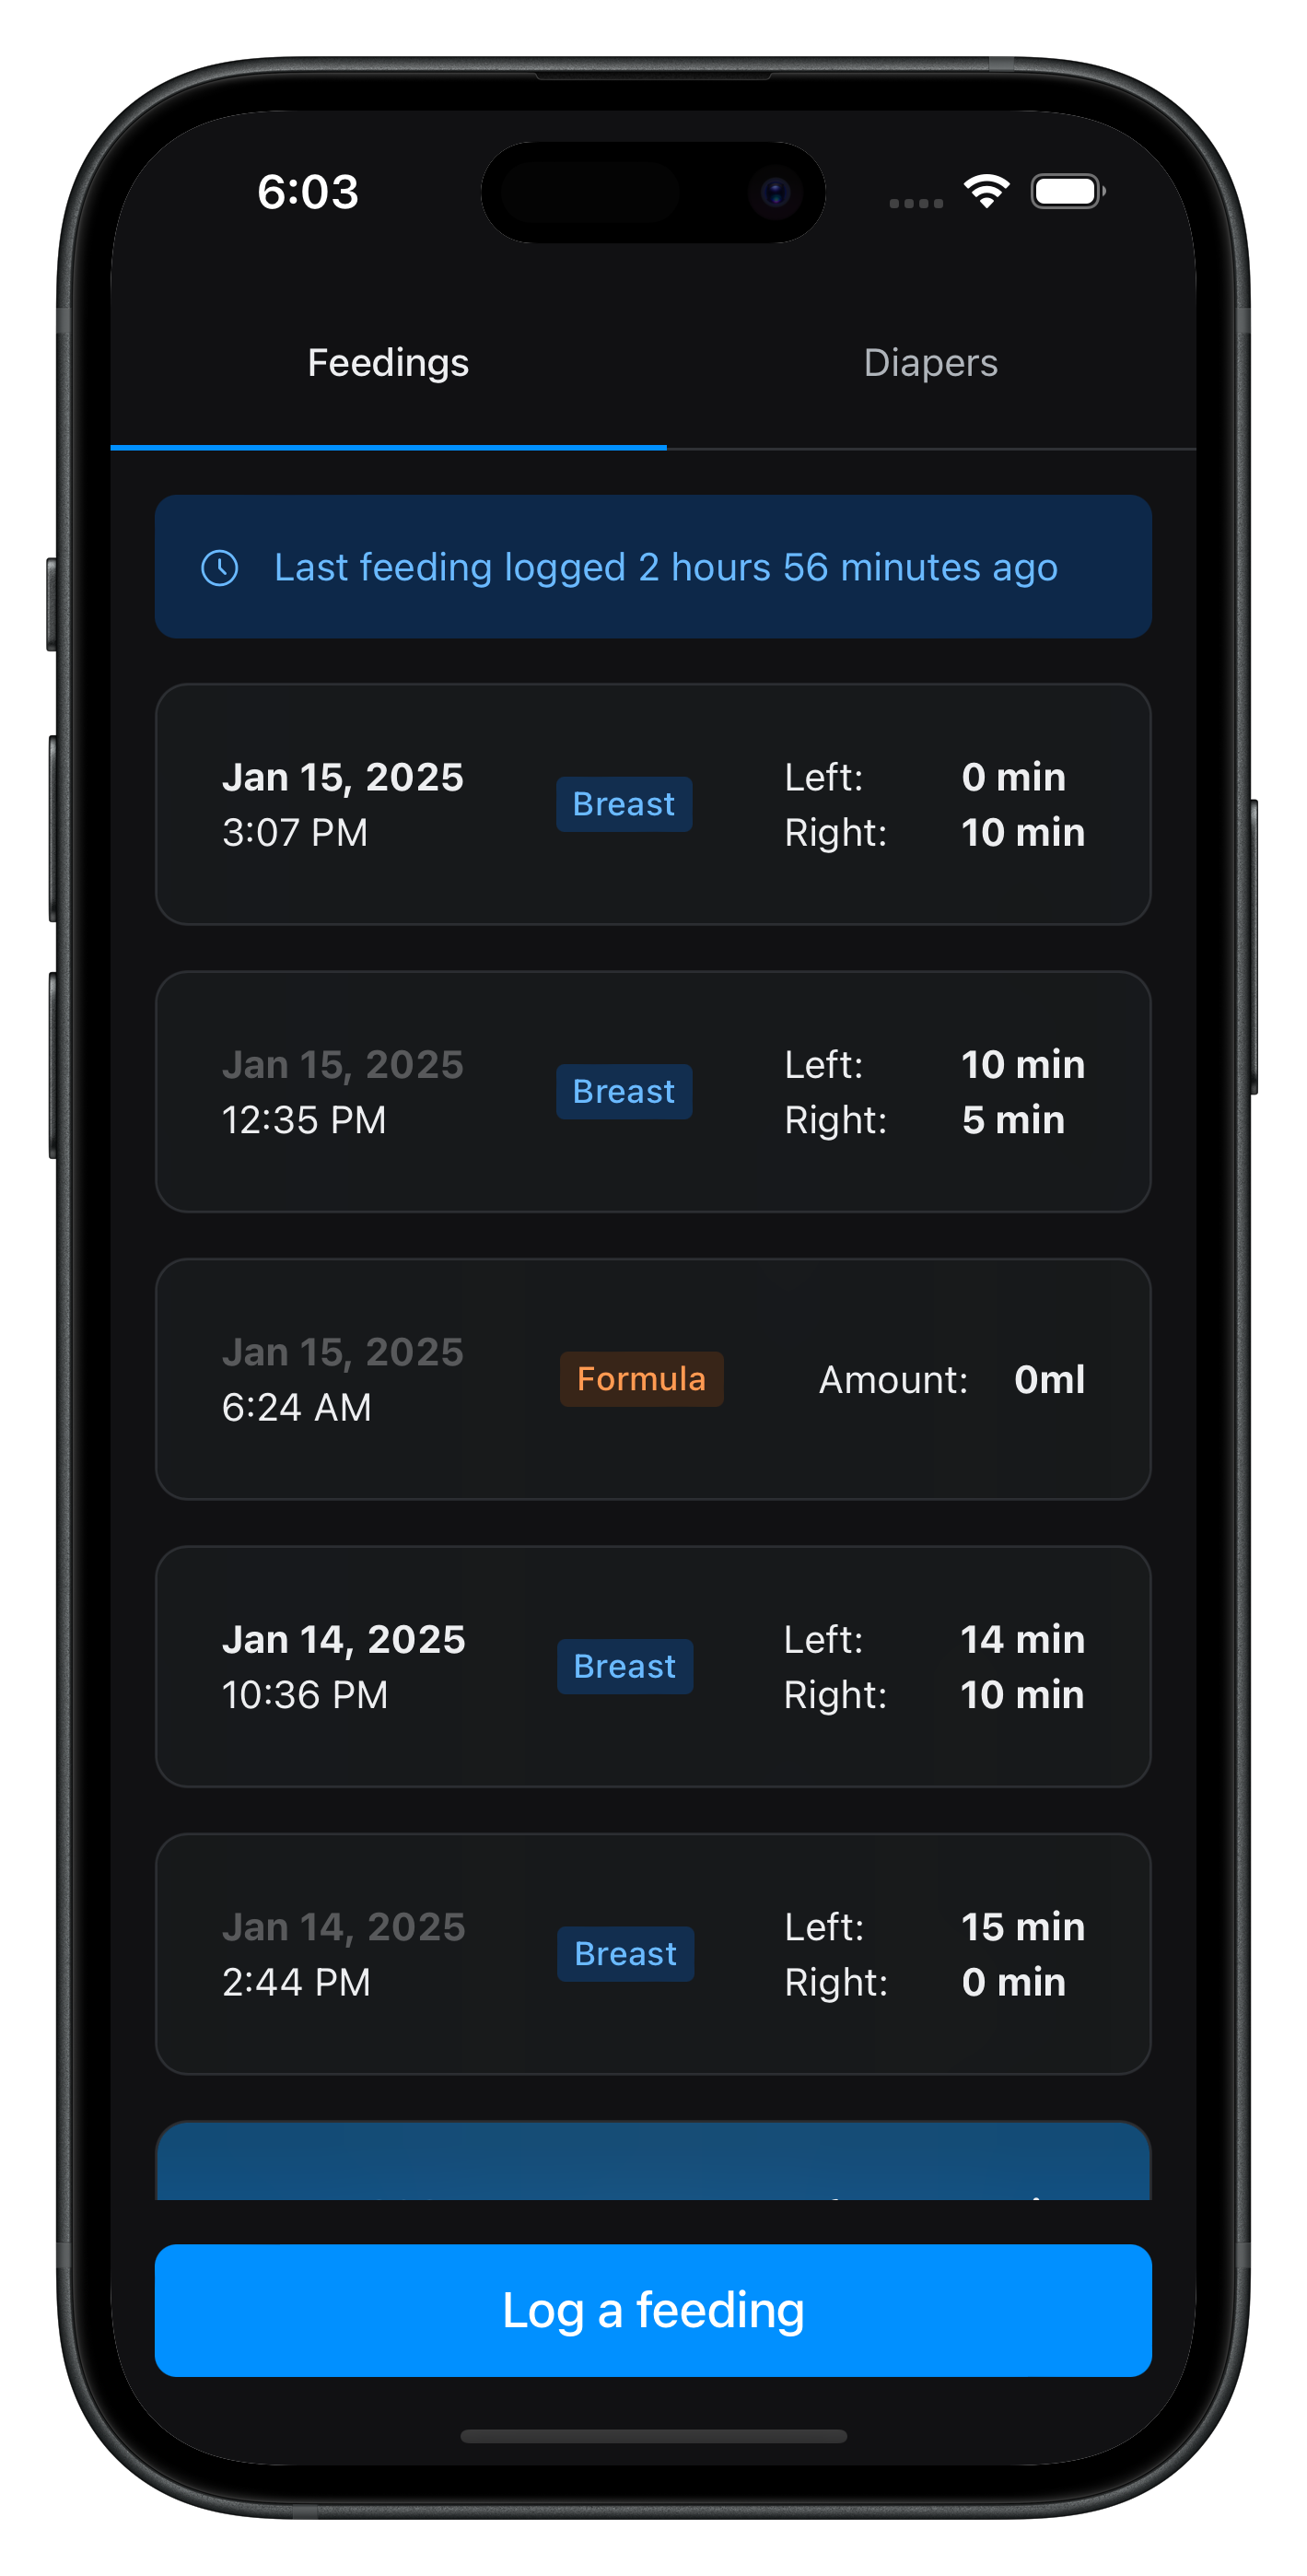 6:03
Feedings Diapers
Last feeding logged 2 hours 56 minutes ago
Jan 15, 2025
3:07 PM
Breast
Left: 0 min
Right: 10 min
Jan 15, 2025
12:35 PM
Breast
Left: 10 min
Right: 5 min
Jan 15, 2025
6:24 AM
Formula
Amount: 0ml
Jan 14, 2025
10:36 PM
Breast
Left: 14 min
Right: 10 min
Jan 14, 2025
2:44 PM
Breast
Left: 15 min
Right: 0 min
Log a feeding